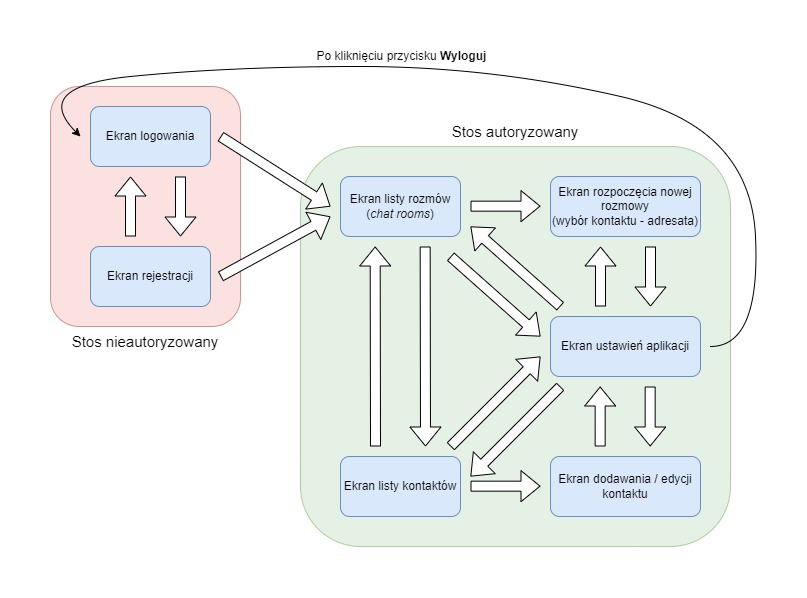 Po kliknięciu przycisku Wyloguj
Stos autoryzowany
Ekran logowania
Ekran rejestracji
Stos nieautoryzowany
Ekran listy rozmów
(chat rooms)
Ekran rozpoczęcia nowej
rozmowy
(wybór kontaktu - adresata)
Ekran ustawień aplikacji
Ekran listy kontaktów
Ekran dodawania / edycji
kontaktu